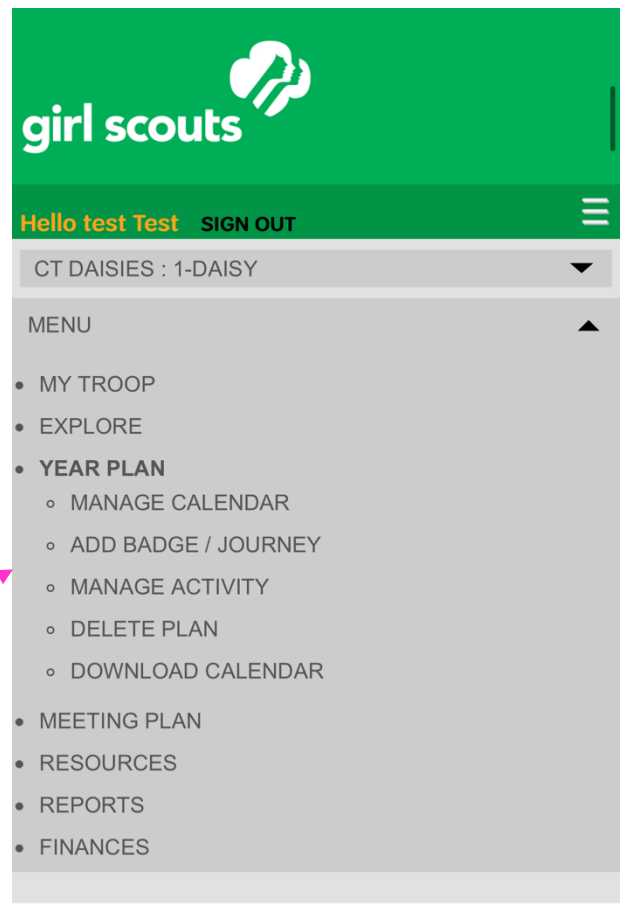 girl scouts
Hello test Test SIGN OUT
CT DAISIES : 1-DAISY
MENU
MY TROOP
EXPLORE
YEAR PLAN
MANAGE CALENDAR
ADD BADGE / JOURNEY
MANAGE ACTIVITY
DELETE PLAN
DOWNLOAD CALENDAR
MEETING PLAN
RESOURCES
REPORTS
FINANCES